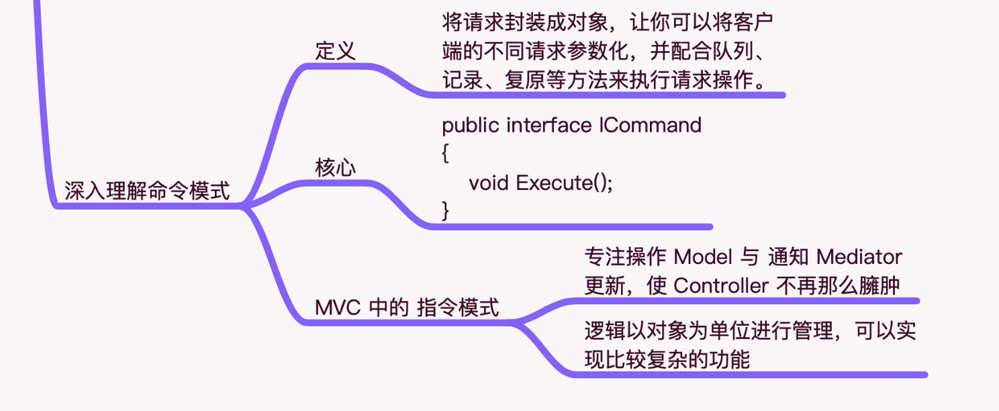 深入理解命令模式
定义
将请求封装成对象，让你可以将客户
端的不同请求参数化，并配合队列、
记录、复原等方法来执行请求操作。
核心
public interface ICommand
{
void Execute();
}
MVC 中的 指令模式
专注操作 Model 与 通知 Mediator
更新，使 Controller 不再那么臃肿
逻辑以对象为单位进行管理，可以实
现比较复杂的功能